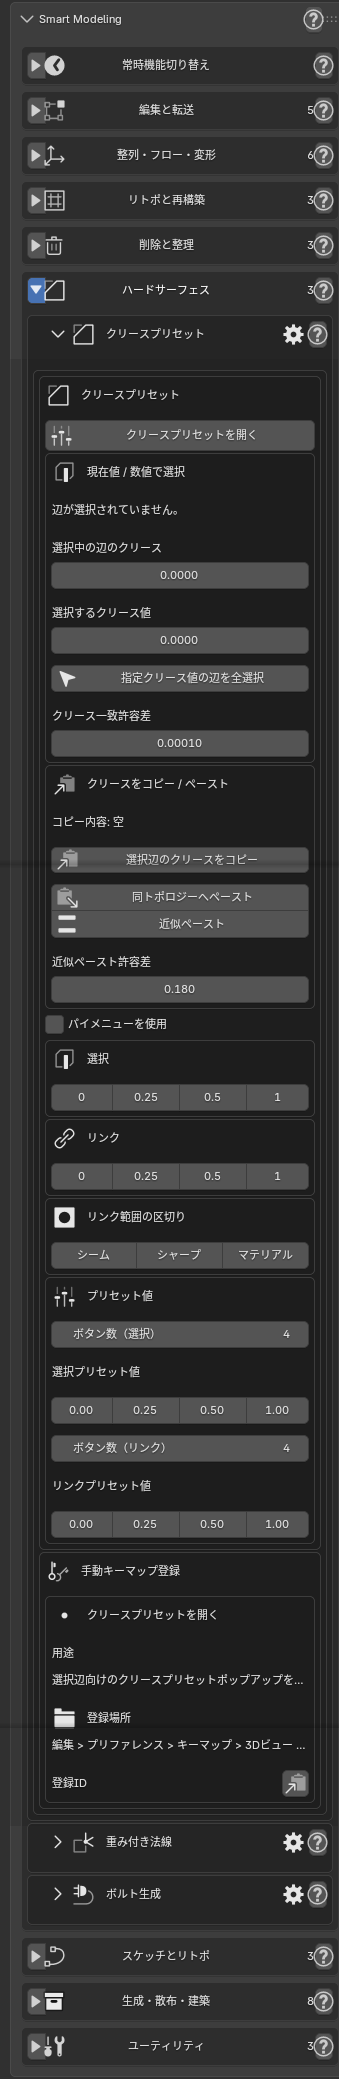 Smart Modeling
常時機能切り替え
編集と転送 5
整列・フロー・変形 6
リトポと再構築 3
削除と整理 3
ハードサーフェス 3
クリースプリセット
クリースプリセット
クリースプリセットを開く
現在値 / 数値で選択
辺が選択されていません。
選択中の辺のクリース
0.0000
選択するクリース値
0.0000
指定クリース値の辺を全選択
クリース一致許容差
0.00010
クリースをコピー / ペースト
コピー内容: 空
選択辺のクリースをコピー
同トポロジーへペースト
近似ペースト
近似ペースト許容差
0.180
パイメニューを使用
選択
0 0.25 0.5 1
リンク
0 0.25 0.5 1
リンク範囲の区切り
シーム シャープ マテリアル
プリセット値
ボタン数（選択） 4
選択プリセット値
0.00 0.25 0.50 1.00
ボタン数（リンク） 4
リンクプリセット値
0.00 0.25 0.50 1.00
手動キーマップ登録
クリースプリセットを開く
用途
選択辺向けのクリースプリセットポップアップを...
登録場所
編集 > プリファレンス > キーマップ > 3Dビュー ...
登録ID
重み付き法線
ボルト生成
スケッチとリトポ 3
生成・散布・建築 8
ユーティリティ 3